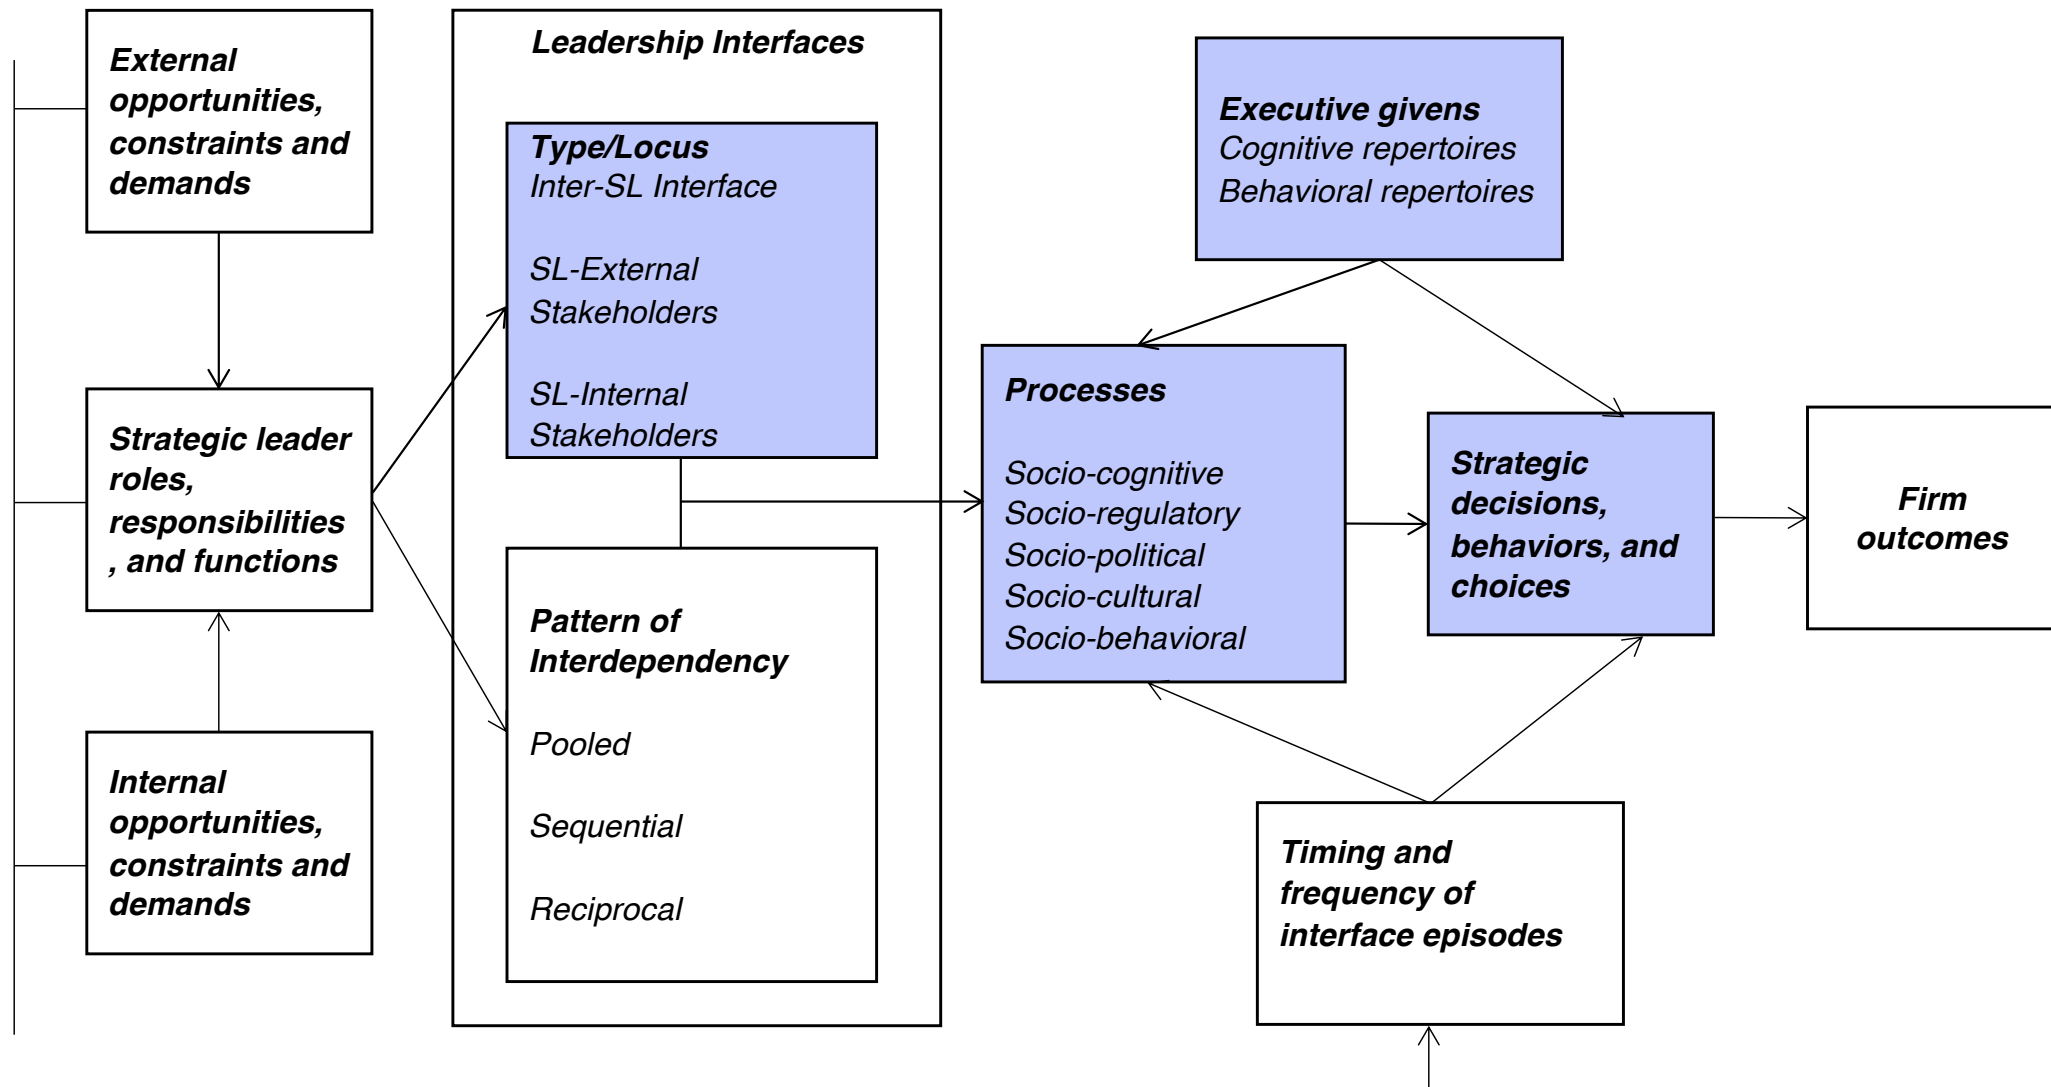 External
opportunities,
constraints and
demands
Strategic leader
roles,
responsibilities
, and functions
Internal
opportunities,
constraints and
demands
Leadership Interfaces
Type/Locus
Inter-SL Interface
SL-External
Stakeholders
SL-Internal
Stakeholders
Pattern of
Interdependency
Pooled
Sequential
Reciprocal
Executive givens
Cognitive repertoires
Behavioral repertoires
Processes
Socio-cognitive
Socio-regulatory
Socio-political
Socio-cultural
Socio-behavioral
Strategic
decisions,
behaviors, and
choices
Firm
outcomes
Timing and
frequency of
interface episodes